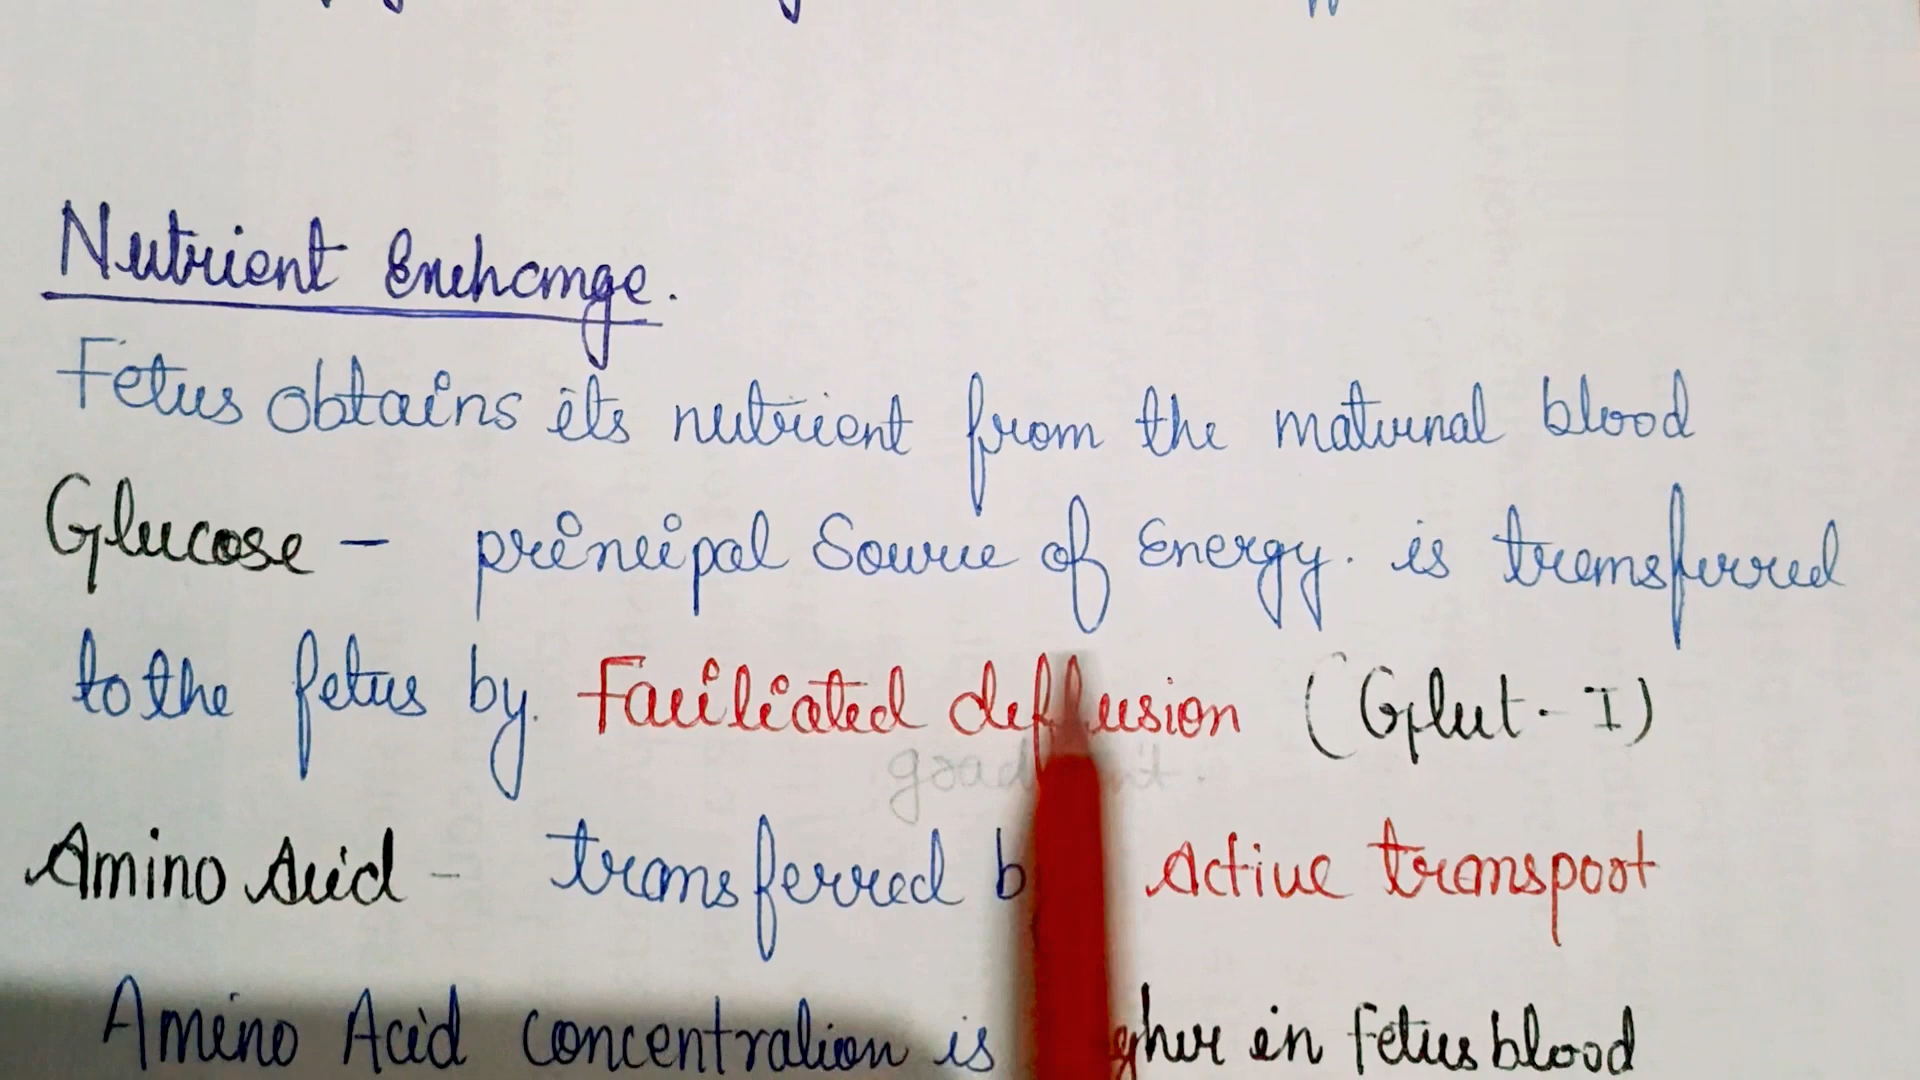 Nutrient Exchange.
Fetus obtains its nutrient from the maternal blood
Glucose - principal Source of Energy. is transferred
to the fetus by. Faciliated diffusion (Glut-I)
Amino Acid - transferred Active transport
Amino Acid concentration is in Fetus blood